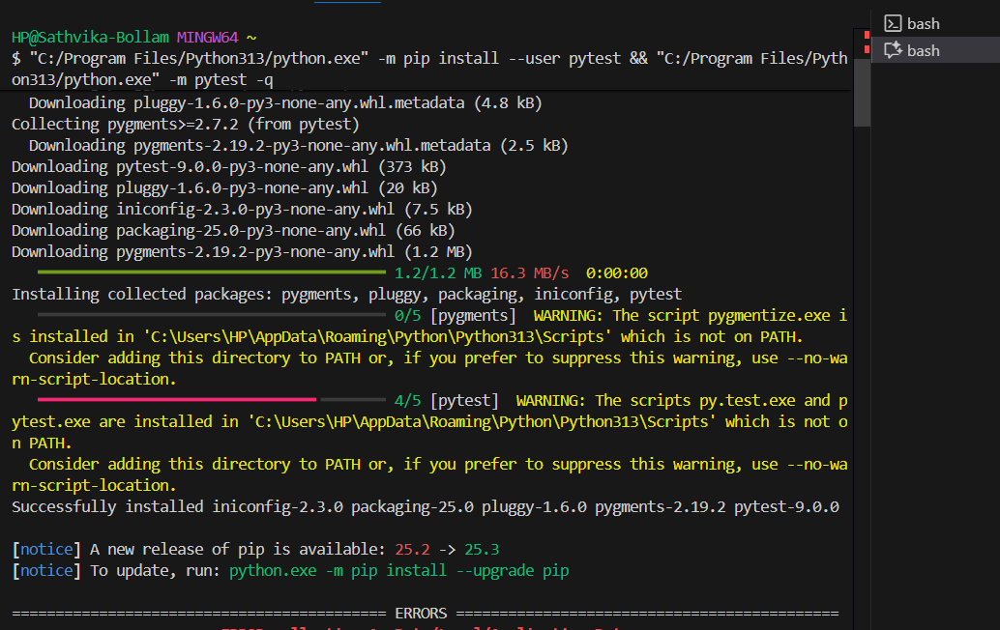 HP@Sathvika-Bollam MINGW64 ~
$ "C:/Program Files/Python313/python.exe" -m pip install --user pytest && "C:/Program Files/Pyth
on313/python.exe" -m pytest -q
Downloading pluggy-1.6.0-py3-none-any.whl.metadata (4.8 kB)
Collecting pygments>=2.7.2 (from pytest)
Downloading pygments-2.19.2-py3-none-any.whl.metadata (2.5 kB)
Downloading pytest-9.0.0-py3-none-any.whl (373 kB)
Downloading pluggy-1.6.0-py3-none-any.whl (20 kB)
Downloading iniconfig-2.3.0-py3-none-any.whl (7.5 kB)
Downloading packaging-25.0-py3-none-any.whl (66 kB)
Downloading pygments-2.19.2-py3-none-any.whl (1.2 MB)
1.2/1.2 MB 16.3 MB/s 0:00:00
Installing collected packages: pygments, pluggy, packaging, iniconfig, pytest
0/5 [pygments] WARNING: The script pygmentize.exe i
s installed in 'C:\Users\HP\AppData\Roaming\Python\Python313\Scripts' which is not on PATH.
Consider adding this directory to PATH or, if you prefer to suppress this warning, use --no-wa
rn-script-location.
4/5 [pytest] WARNING: The scripts py.test.exe and p
ytest.exe are installed in 'C:\Users\HP\AppData\Roaming\Python\Python313\Scripts' which is not o
n PATH.
Consider adding this directory to PATH or, if you prefer to suppress this warning, use --no-wa
rn-script-location.
Successfully installed iniconfig-2.3.0 packaging-25.0 pluggy-1.6.0 pygments-2.19.2 pytest-9.0.0
[notice] A new release of pip is available: 25.2 -> 25.3
[notice] To update, run: python.exe -m pip install --upgrade pip
=========================================== ERRORS ============================================
bash
bash